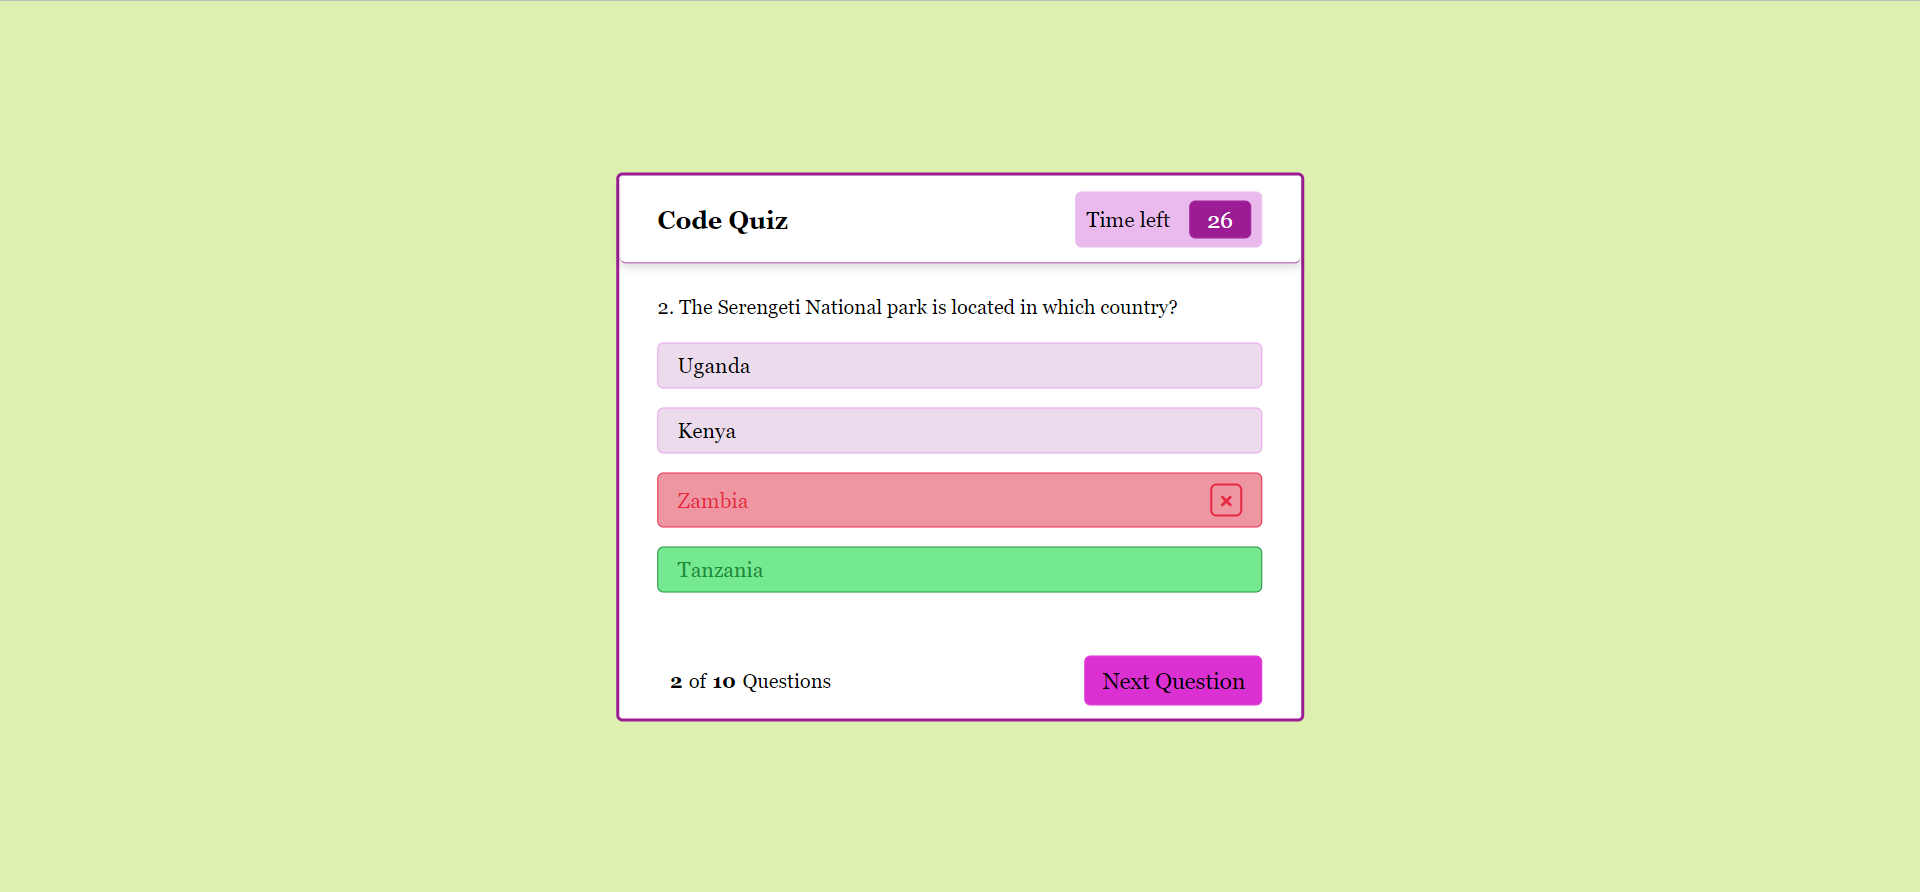 Code Quiz
Time left 26
2. The Serengeti National park is located in which country?
Uganda
Kenya
Zambia
Tanzania
2 of 10 Questions
Next Question